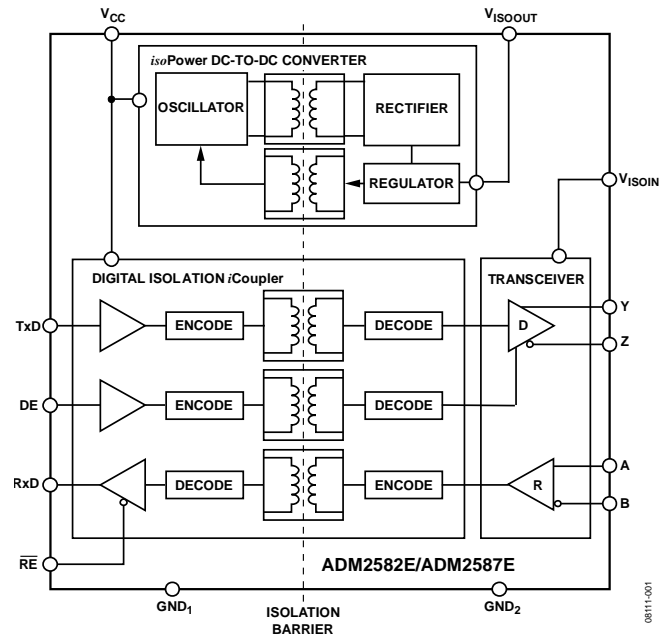 VCC
VISOOUT
isoPower DC-TO-DC CONVERTER
OSCILLATOR
RECTIFIER
REGULATOR
VISOIN
DIGITAL ISOLATION iCoupler
TRANSCEIVER
TxD
ENCODE
DECODE
D
Y
Z
DE
ENCODE
DECODE
RxD
DECODE
ENCODE
R
A
B
RE
ADM2582E/ADM2587E
GND1
ISOLATION
BARRIER
GND2
08111-001